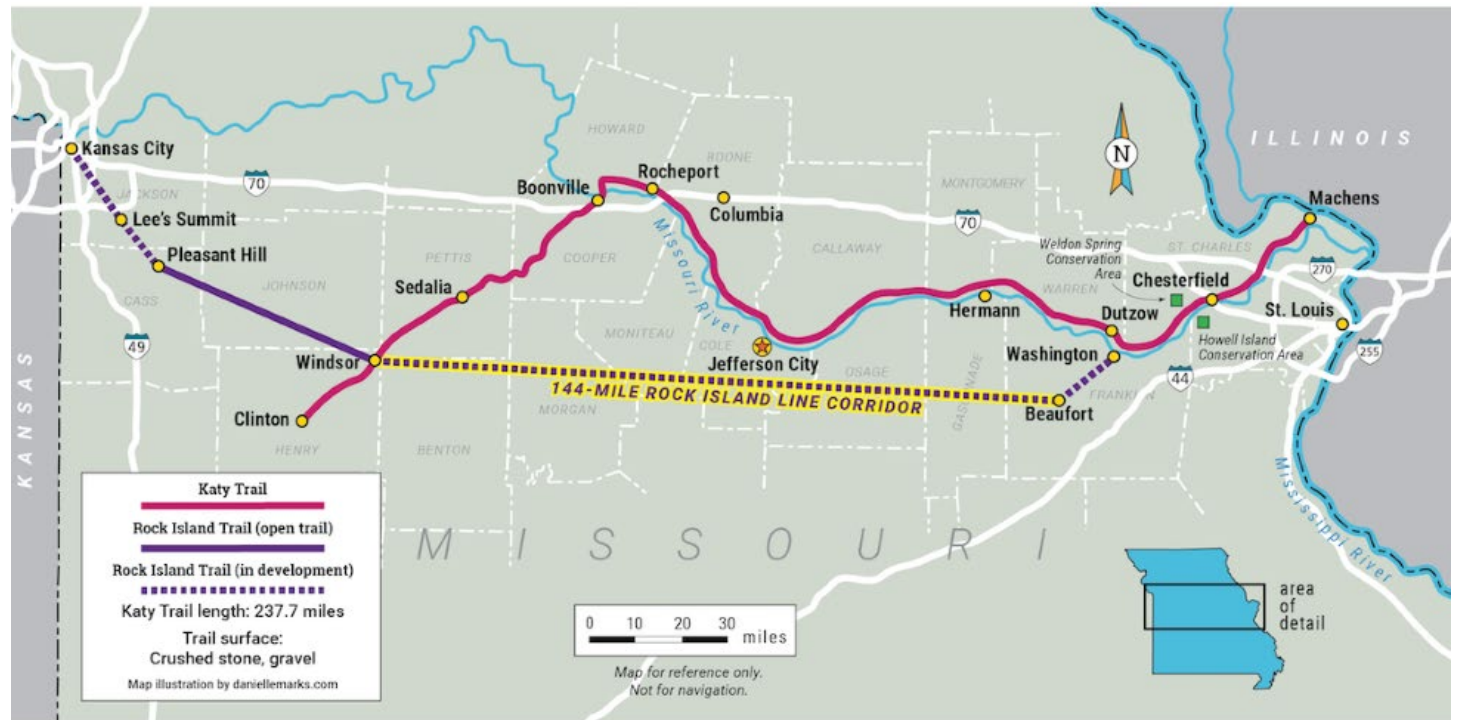 Kansas City
JACKSON
70
Lee's Summit
Pleasant Hill
CASS
JOHNSON
49
KANSAS
HOWARD
BOONE
Boonville
Rocheport
Columbia
PETTIS
COOPER
Sedalia
Missouri River
MONITEAU
COLE
Jefferson City
CALLAWAY
MONTGOMERY
70
N
ILLINOIS
Machens
Weldon Spring
Conservation
Area
ST. CHARLES
270
Chesterfield
WARREN
Hermann
Dutzow
St. Louis
Howell Island
Conservation Area
255
Washington
44
OSAGE
GASCONADE
FRANKLIN
Beaufort
Windsor
144-MILE ROCK ISLAND LINE CORRIDOR
Clinton
HENRY
BENTON
MORGAN
Mississippi River
MISSOURI
Katy Trail
Rock Island Trail (open trail)
Rock Island Trail (in development)
Katy Trail length: 237.7 miles
Trail surface:
Crushed stone, gravel
Map illustration by daniellemarks.com
0 10 20 30
miles
Map for reference only.
Not for navigation.
area
of
detail